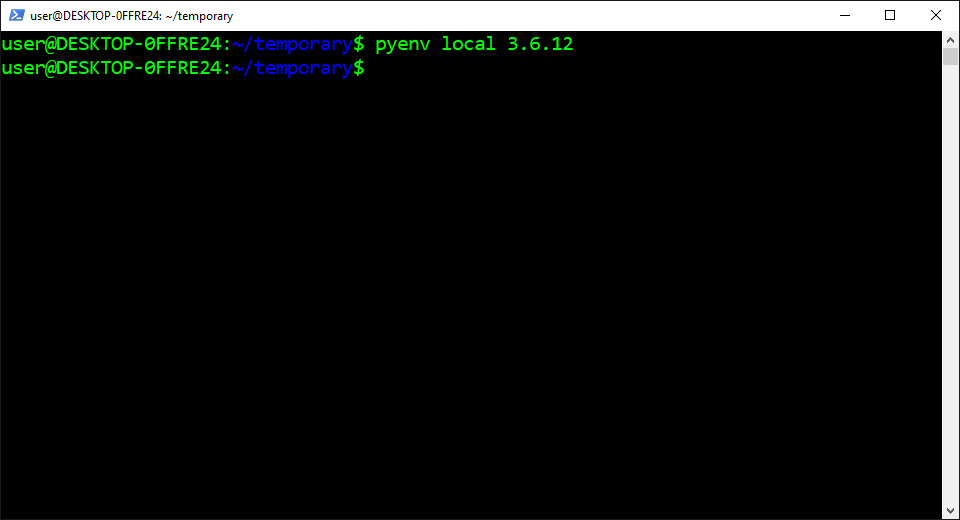 user@DESKTOP-0FFRE24: ~/temporary
user@DESKTOP-0FFRE24:~/temporary$ pyenv local 3.6.12
user@DESKTOP-0FFRE24:~/temporary$